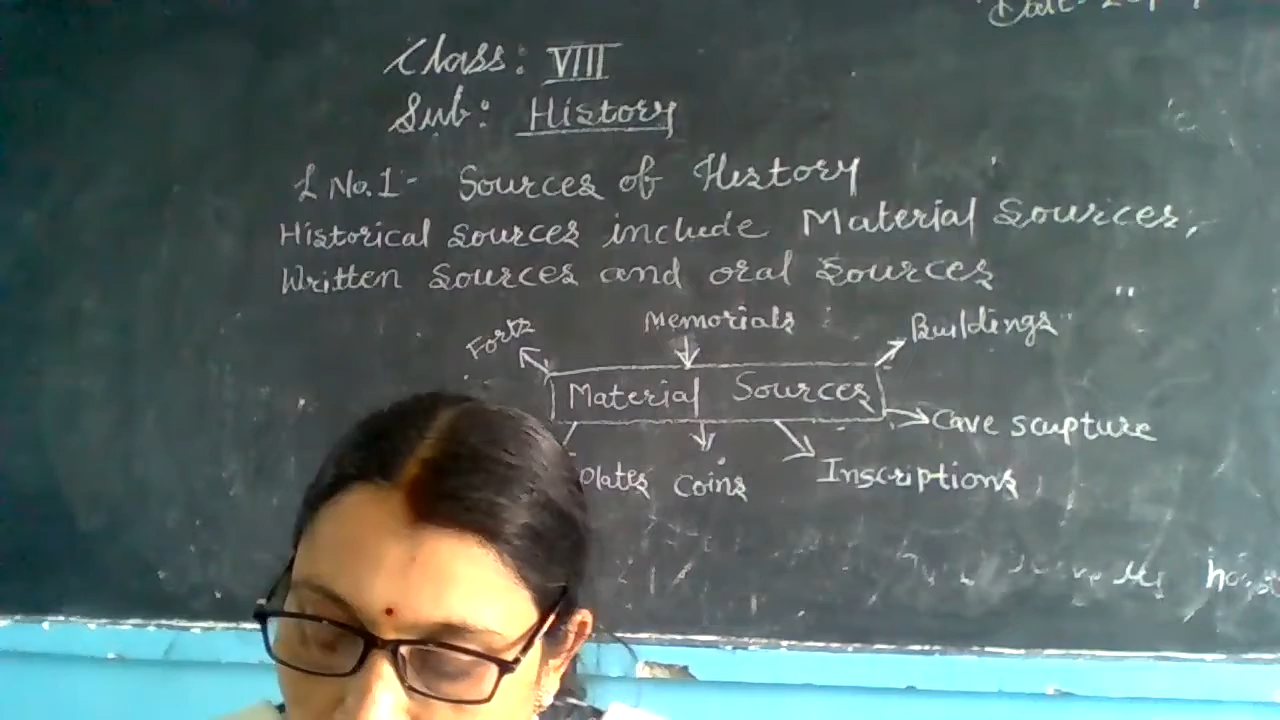 Date-
Class: VIII
Sub: History
L No.1- Sources of History
Historical sources include Material Sources,
Written sources and oral sources
Forts
Memorials
Buildings
Material Sources
Cave scupture
Plates
Coins
Inscriptions